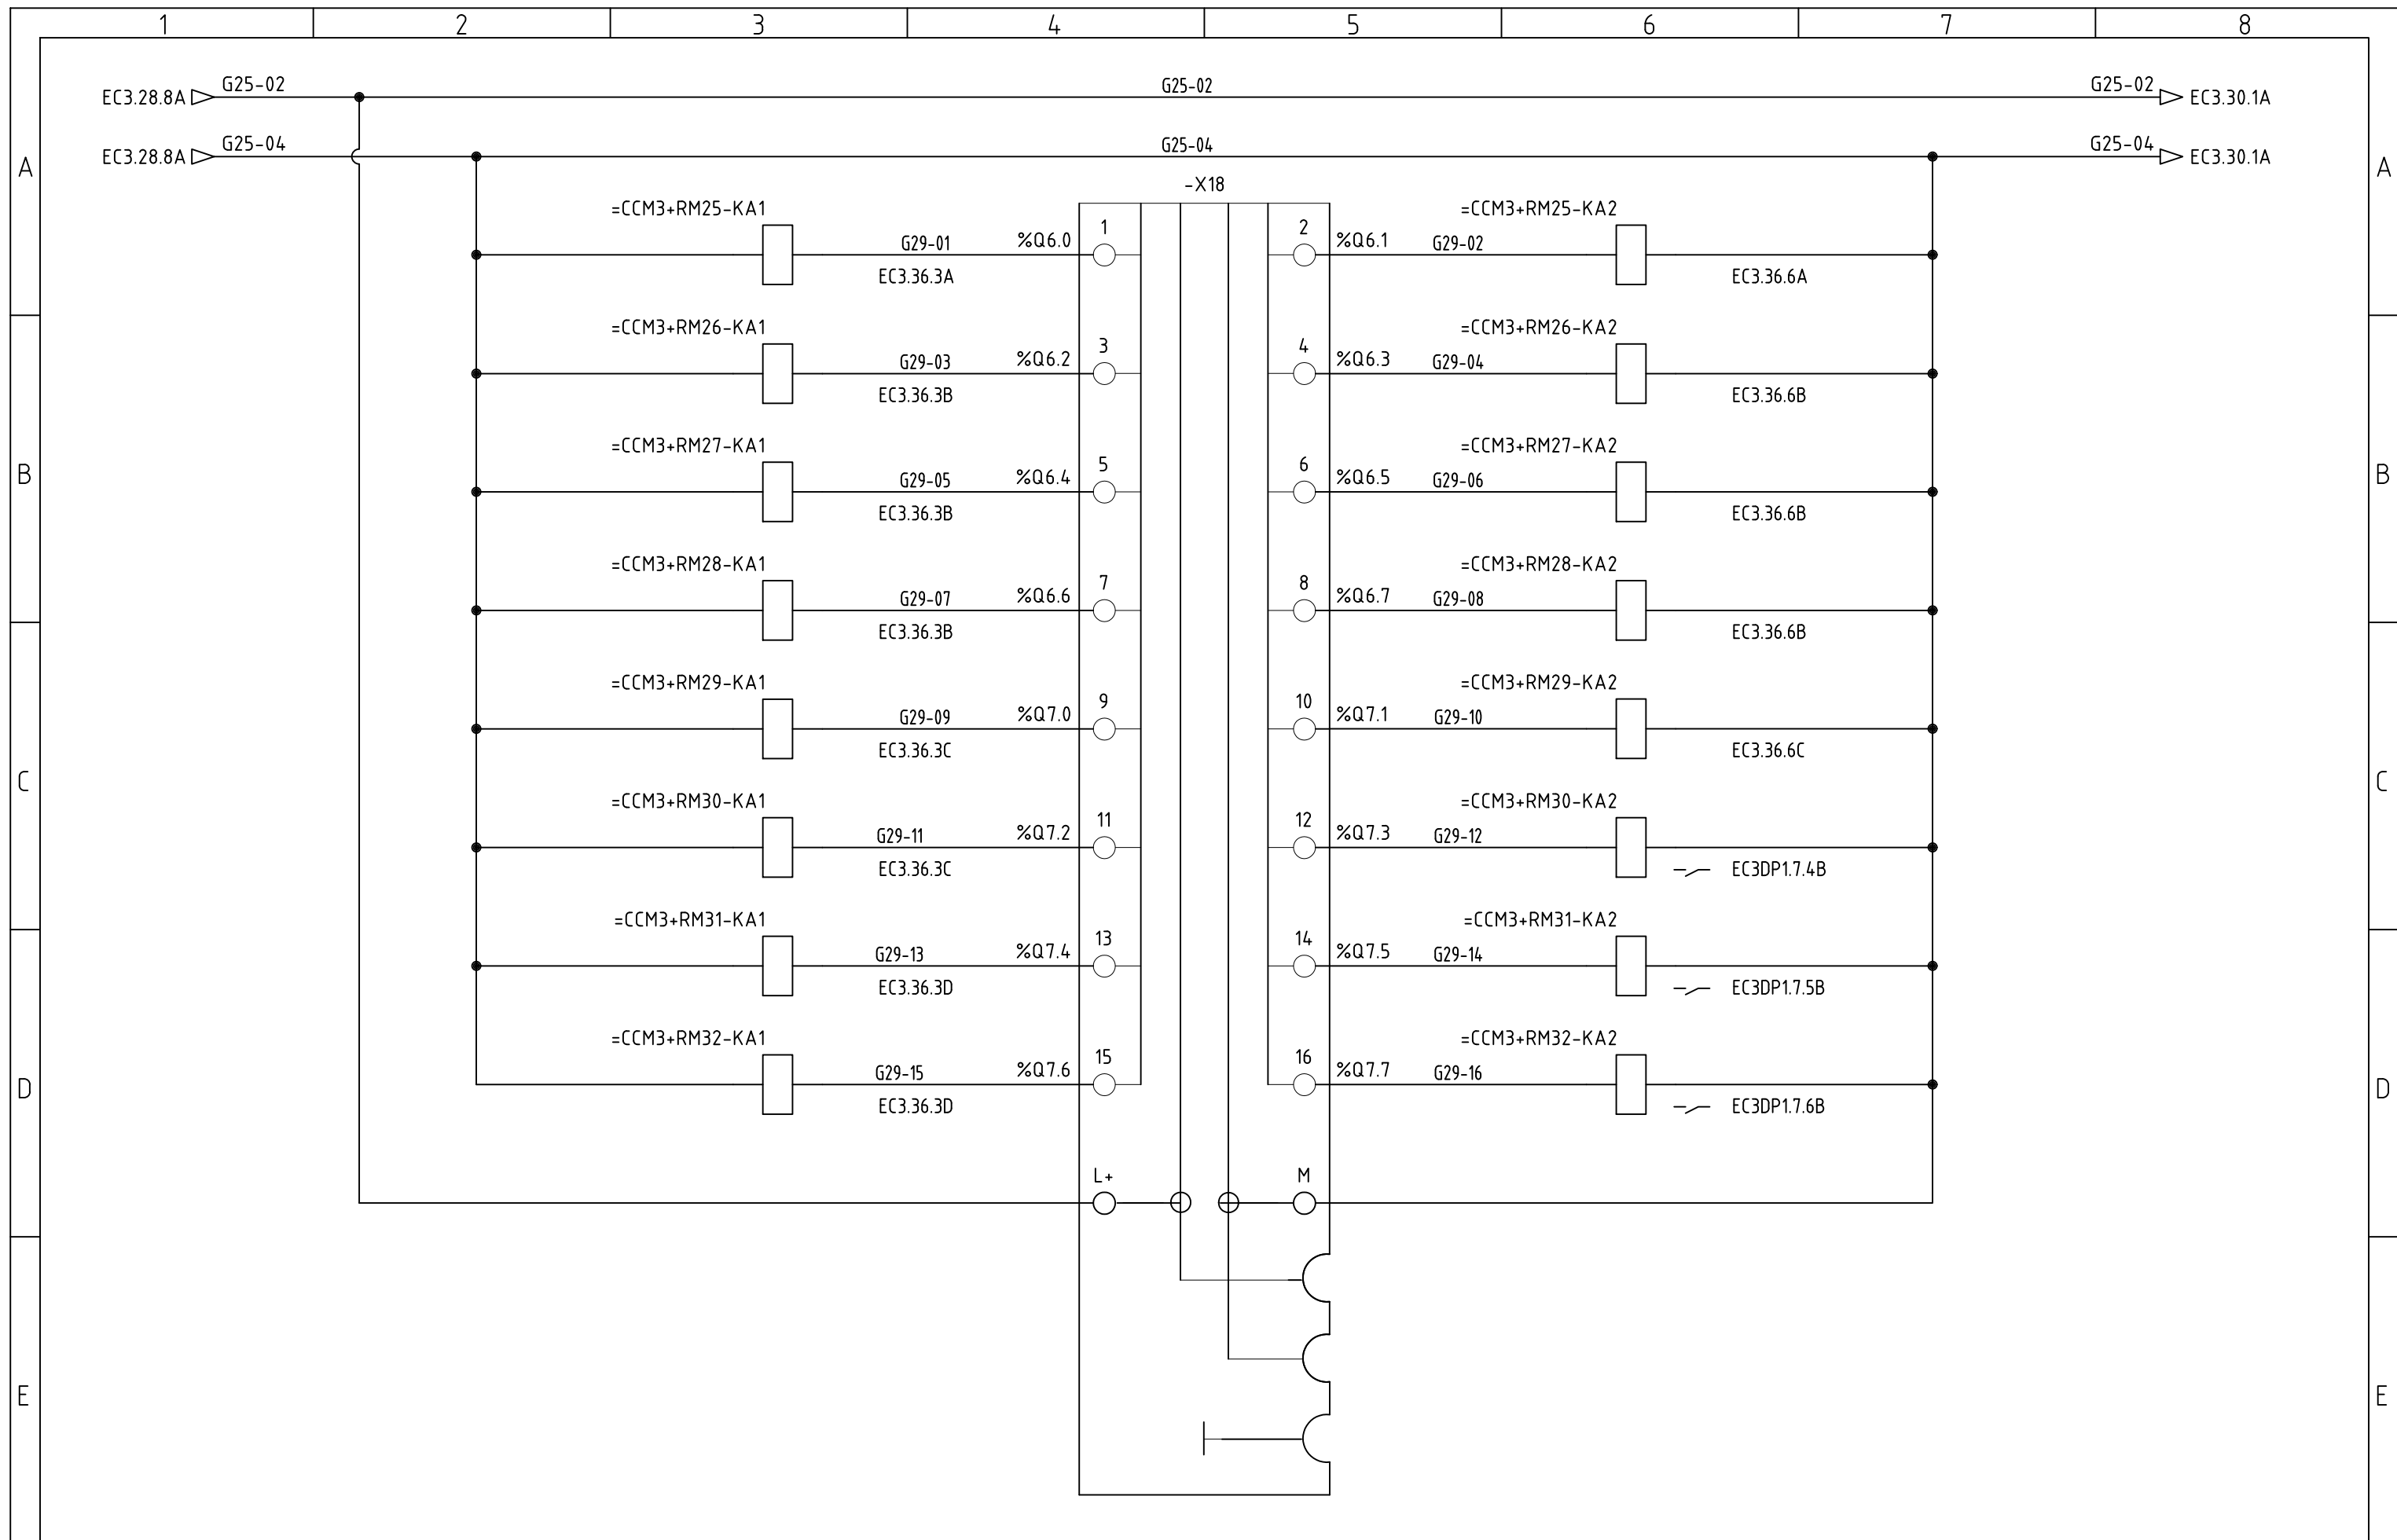 1 2 3 4 5 6 7 8
G25-02 G25-02 G25-02
EC3.28.8A EC3.30.1A
G25-04 G25-04 G25-04
EC3.28.8A EC3.30.1A
A A
-X18
=CCM3+RM25-KA1 =CCM3+RM25-KA2
1 2
G29-01 %Q6.0 %Q6.1 G29-02
EC3.36.3A EC3.36.6A
=CCM3+RM26-KA1 =CCM3+RM26-KA2
3 4
G29-03 %Q6.2 %Q6.3 G29-04
EC3.36.3B EC3.36.6B
=CCM3+RM27-KA1 =CCM3+RM27-KA2
5 6
B B
G29-05 %Q6.4 %Q6.5 G29-06
EC3.36.3B EC3.36.6B
=CCM3+RM28-KA1 =CCM3+RM28-KA2
7 8
G29-07 %Q6.6 %Q6.7 G29-08
EC3.36.3B EC3.36.6B
=CCM3+RM29-KA1 =CCM3+RM29-KA2
9 10
G29-09 %Q7.0 %Q7.1 G29-10
EC3.36.3C EC3.36.6C
C C
=CCM3+RM30-KA1 =CCM3+RM30-KA2
11 12
G29-11 %Q7.2 %Q7.3 G29-12
EC3.36.3C EC3DP1.7.4B
=CCM3+RM31-KA1 =CCM3+RM31-KA2
13 14
G29-13 %Q7.4 %Q7.5 G29-14
EC3.36.3D EC3DP1.7.5B
=CCM3+RM32-KA1 =CCM3+RM32-KA2
15 16
G29-15 %Q7.6 %Q7.7 G29-16
D D
EC3.36.3D EC3DP1.7.6B
L+ M
E E